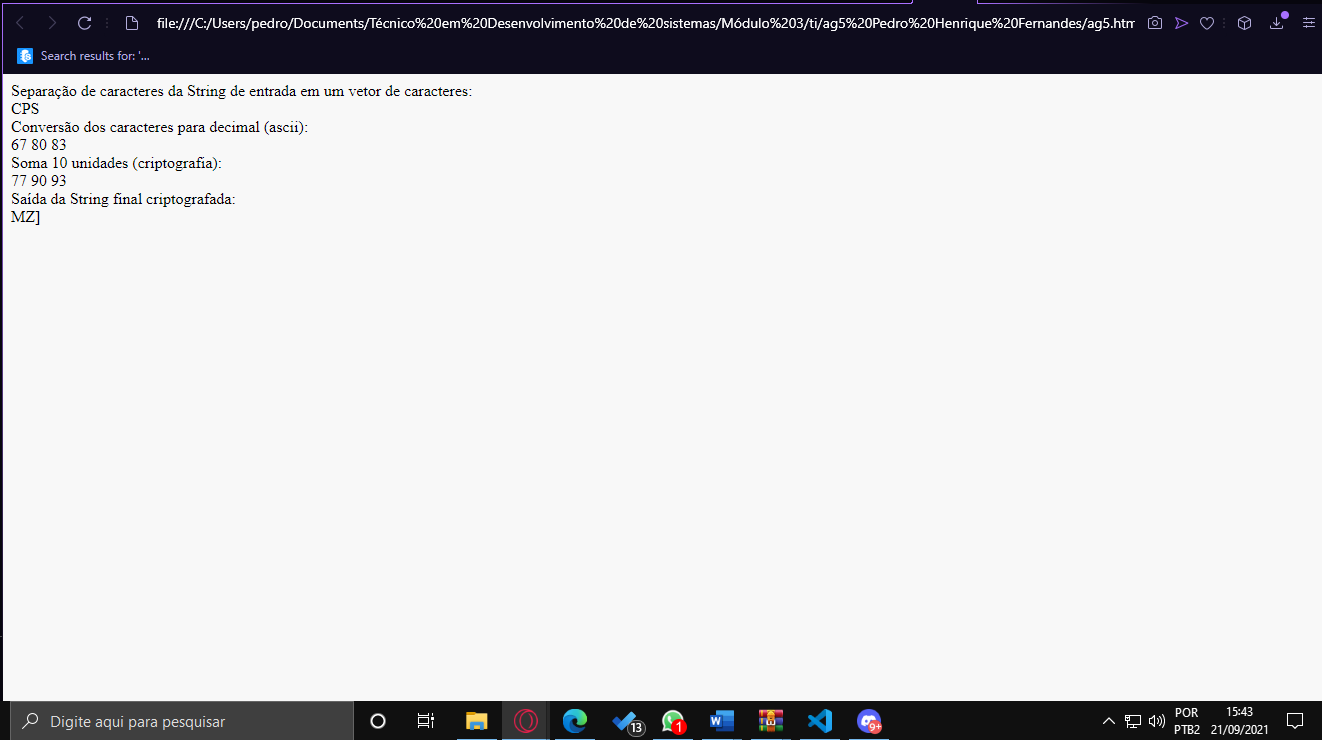 file:///C:/Users/pedro/Documents/Técnico%20em%20Desenvolvimento%20de%20sistemas/Módulo%203/ti/ag5%20Pedro%20Henrique%20Fernandes/ag5.htm
Search results for: '...
Separação de caracteres da String de entrada em um vetor de caracteres:
CPS
Conversão dos caracteres para decimal (ascii):
67 80 83
Soma 10 unidades (criptografia):
77 90 93
Saída da String final criptografada:
MZ]
Digite aqui para pesquisar
13
1
9+
POR
PTB2
15:43
21/09/2021